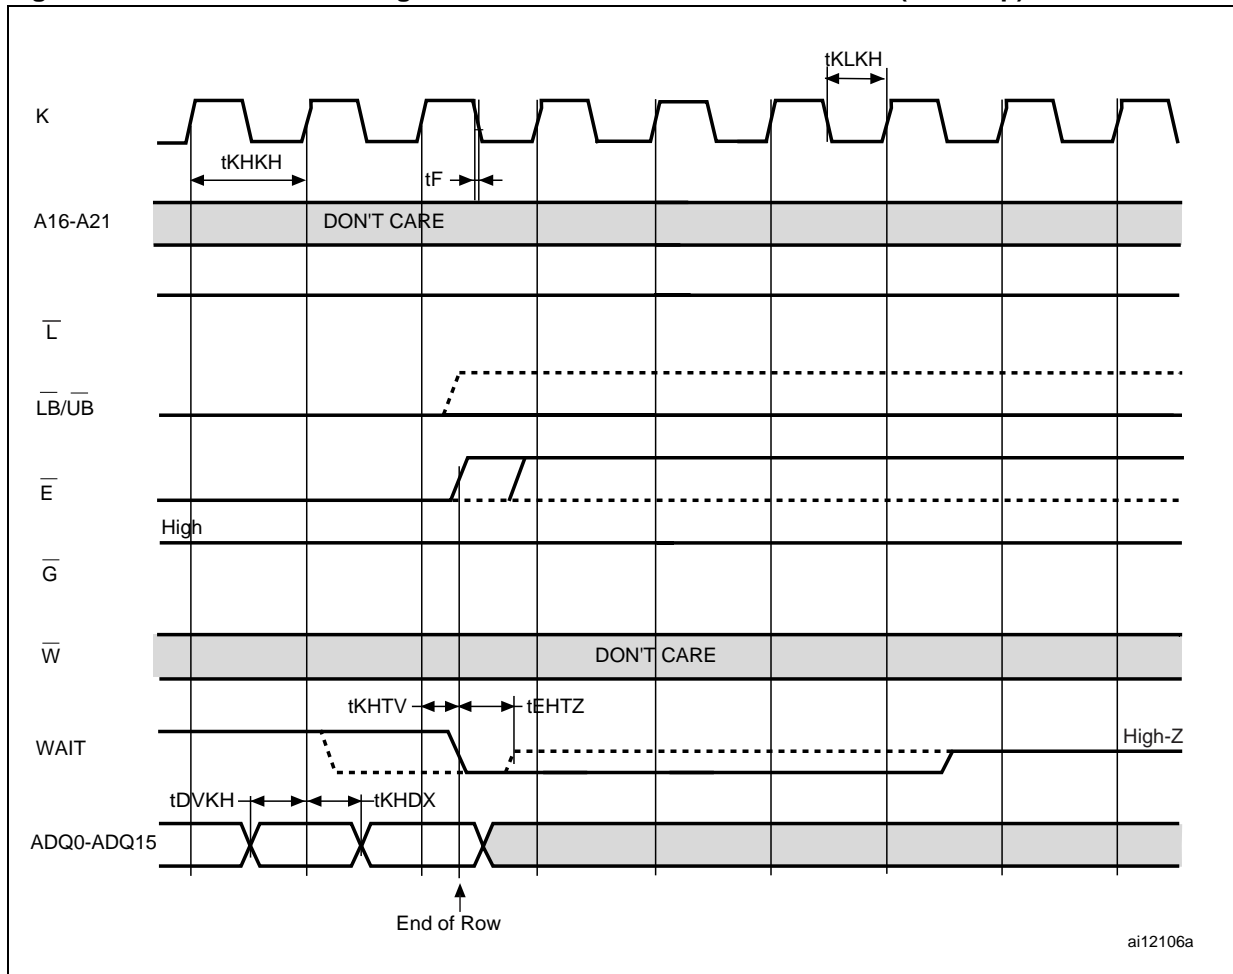 tKLKH
K
tKHKH
tF
A16-A21
DON'T CARE
L
LB/UB
E
High
G
W
DON'T CARE
tKHTV
tEHTZ
WAIT
High-Z
tDVKH
tKHDX
ADQ0-ADQ15
End of Row
ai12106a